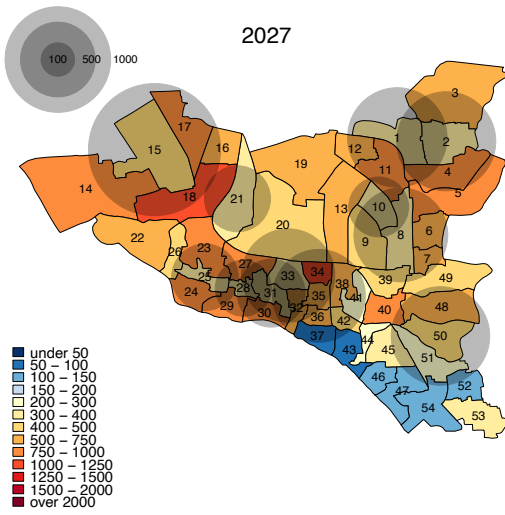 2027
100 500 1000
3
1 2
17
16 12
15
19 11 4
14 5
18 21
10
20 13
22 23 26
9 8 6
7
25 27 33 34 38 39 49
24 28 31 35 41
29 30 32 36 42 40 48
37 43 44 45 50
51
46 47 52
54 53
under 50
50 − 100
100 − 150
150 − 200
200 − 300
300 − 400
400 − 500
500 − 750
750 − 1000
1000 − 1250
1250 − 1500
1500 − 2000
over 2000